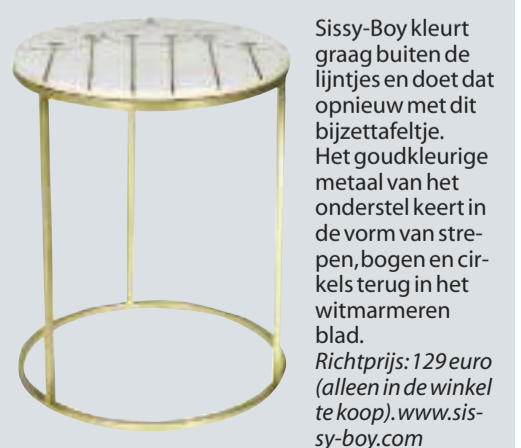 Sissy-Boy kleurt
graag buiten de
lijntjes en doet dat
opnieuw met dit
bijzettafeltje.
Het goudkleurige
metaal van het
onderstel keert in
de vorm van stre-
pen, bogen en cir-
kels terug in het
witmarmeren
blad.
Richtprijs: 129 euro
(alleen in de winkel
te koop). www.sis-
sy-boy.com